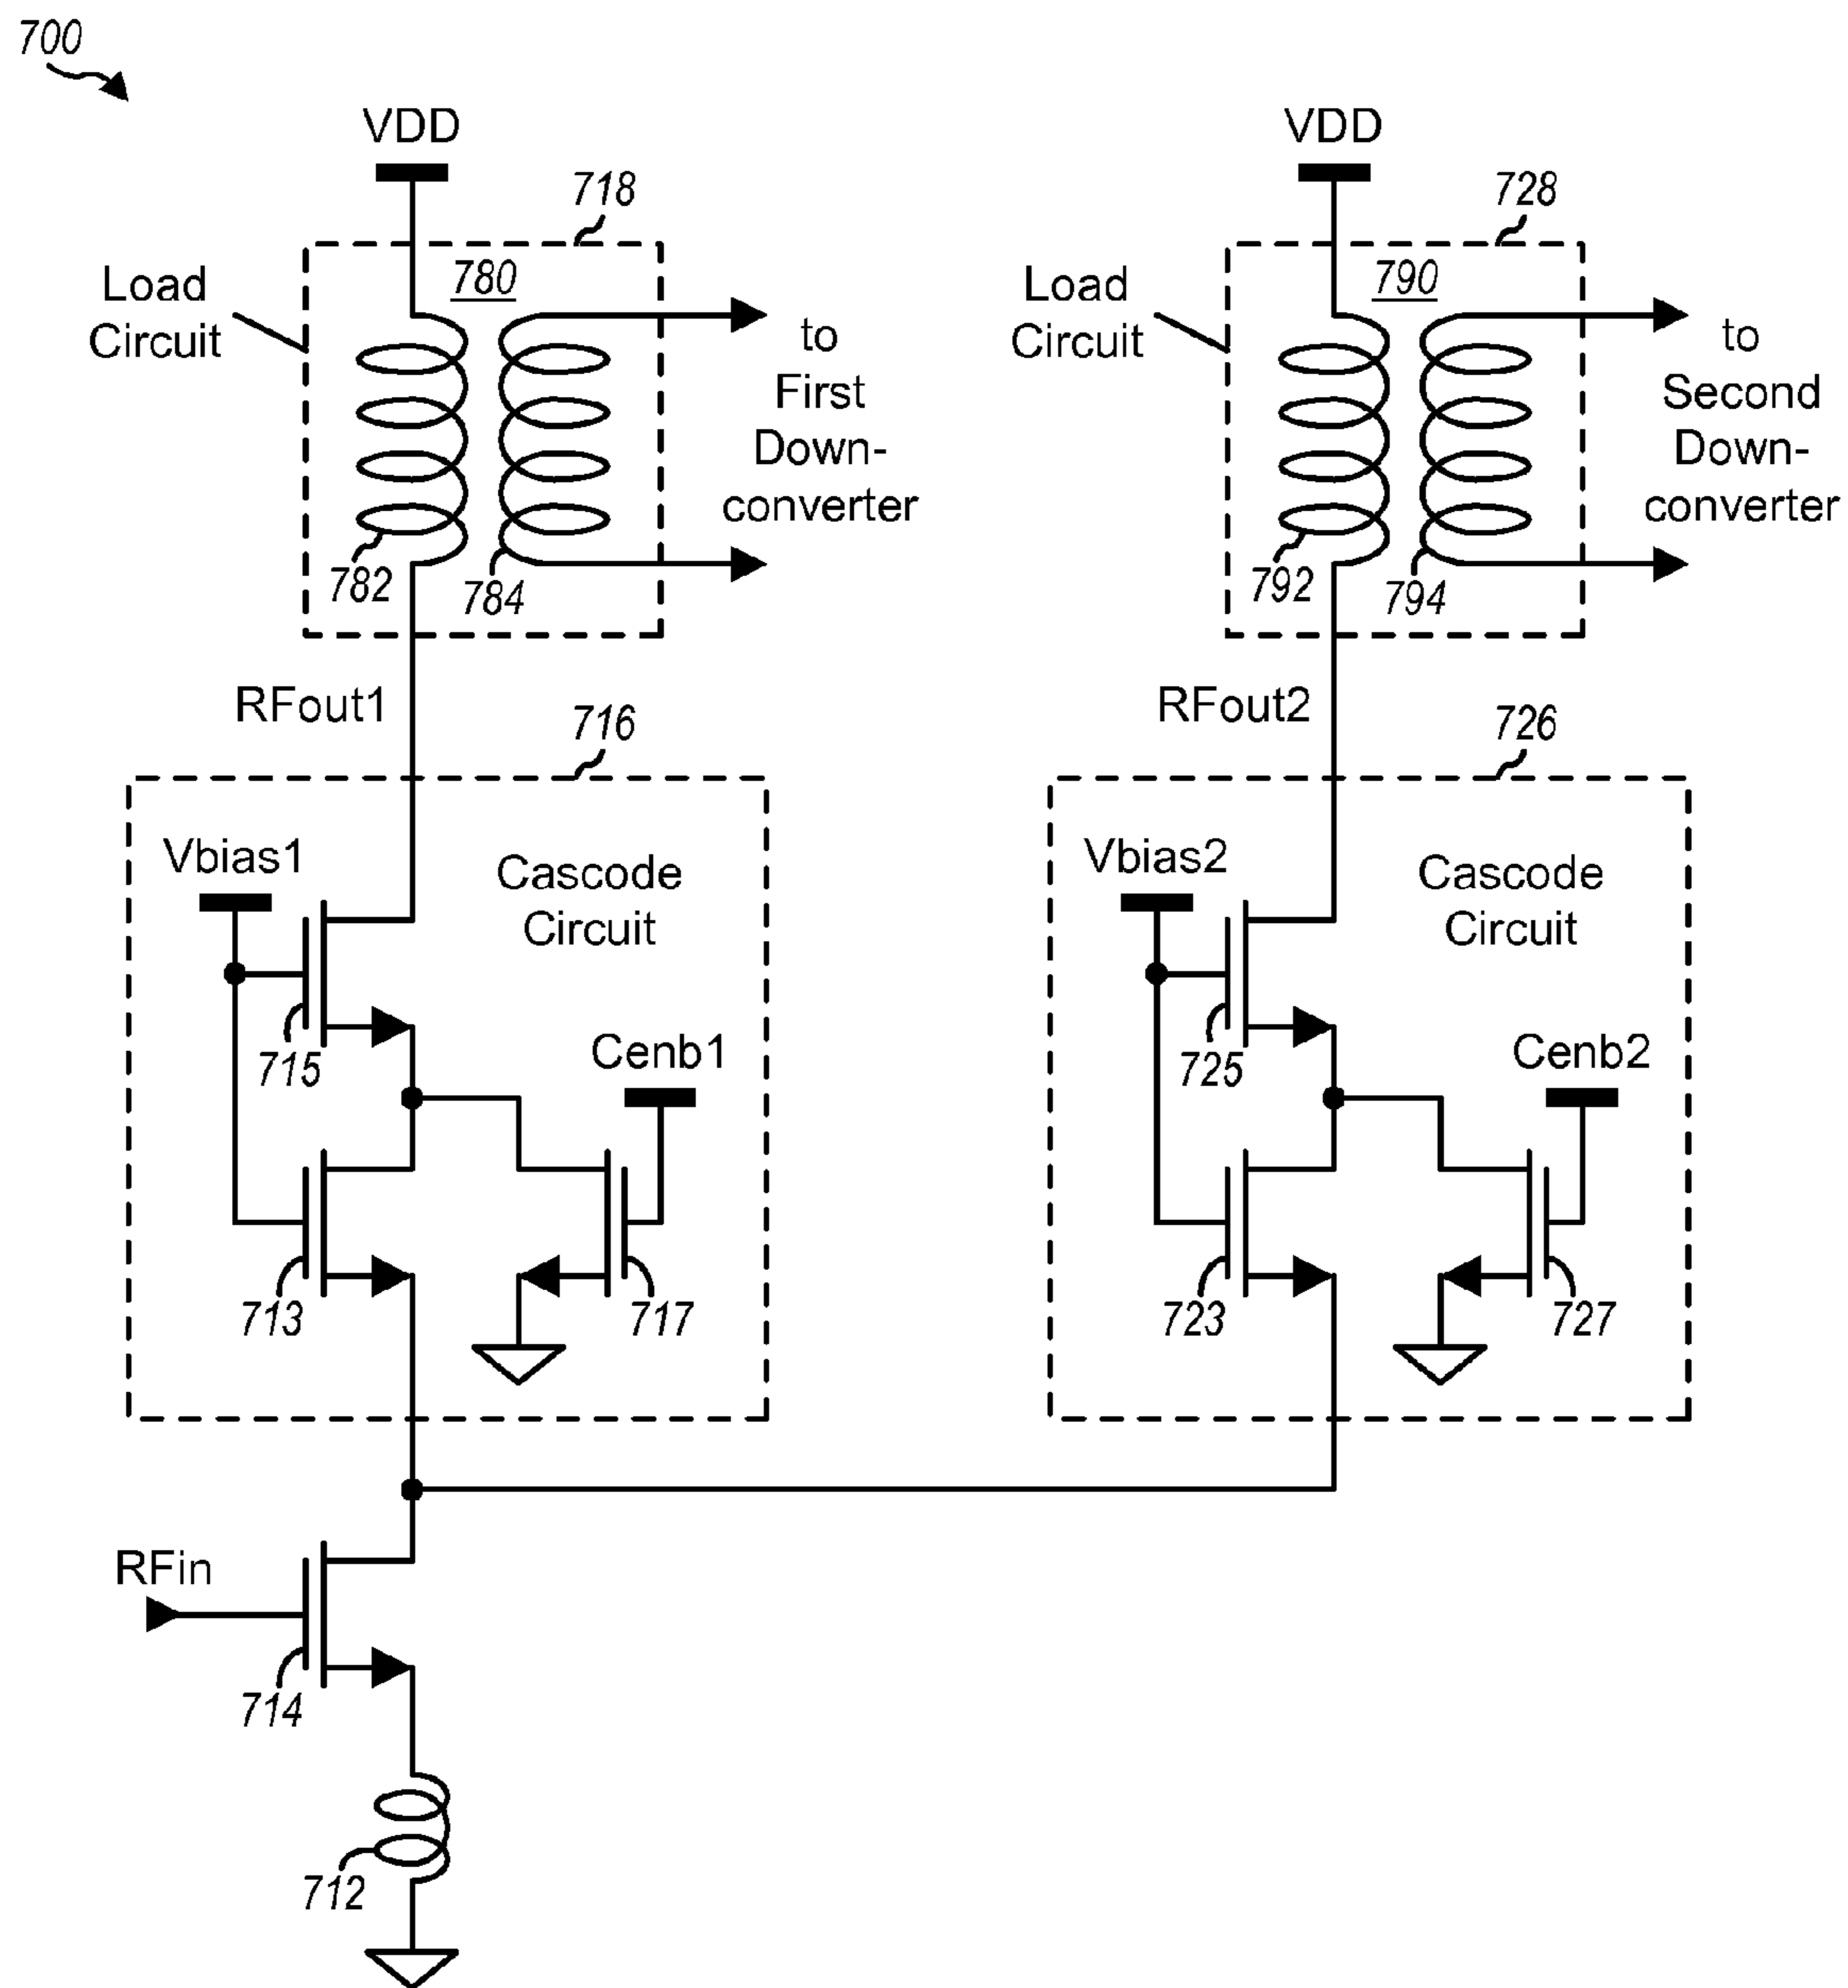 700
VDD
VDD
718
728
Load
Circuit
780
to
First
Down-
converter
782
784
Load
Circuit
790
to
Second
Down-
converter
792
794
RFout1
RFout2
716
726
Vbias1
Cascode
Circuit
715
Cenb1
713
717
Vbias2
Cascode
Circuit
725
Cenb2
723
727
RFin
714
712